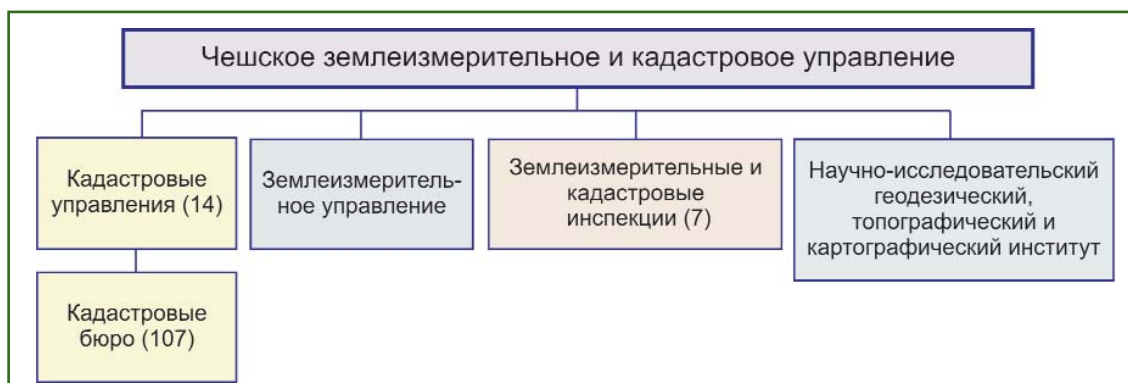 Чешское землеизмерительное и кадастровое управление
Кадастровые
управления (14)
Землеизмеритель-
ное управление
Землеизмерительные и
кадастровые
инспекции (7)
Научно-исследовательский
геодезический,
топографический и
картографический институт
Кадастровые
бюро (107)